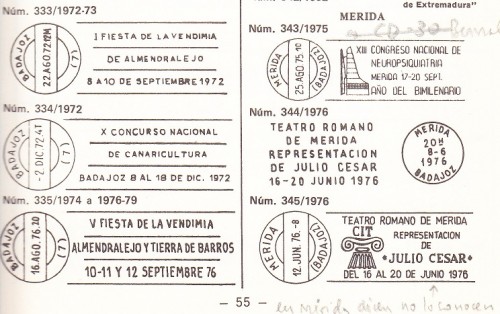 Núm. 333/1972-73
BADAJOZ
22.AGO.72.12M
(7)
I FIESTA DE LA VENDIMIA
DE ALMENDRALEJO
8 A 10 DE SEPTIEMBRE 1972
Núm. 334/1972
BADAJOZ
-2.DIC.72.4T
(7)
X CONCURSO NACIONAL
DE CANARICULTURA
BADAJOZ 8 AL 18 DE DIC. 1972
Núm. 335/1974 a 1976-79
BADAJOZ
16.AGO.76.20
(7)
V FIESTA DE LA VENDIMIA
ALMENDRALEJO Y TIERRA DE BARROS
10-11 Y 12 SEPTIEMBRE 76
de Extremadura"
MERIDA
Núm. 343/1975
MERIDA
25.AGO.75.10
(BADAJOZ)
XIII CONGRESO NACIONAL DE
NEUROPSIQUIATRIA
MERIDA 17-20 SEPT.
AÑO DEL BIMILENARIO
Núm. 344/1976
TEATRO ROMANO
DE MERIDA
REPRESENTACION
DE JULIO CESAR
16-20 JUNIO 1976
MERIDA
20H
8-6
1976
BADAJOZ
Núm. 345/1976
MERIDA
12.JUN.76.-8
(BADAJOZ)
TEATRO ROMANO DE MERIDA
CIT
REPRESENTACION
DE
"JULIO CESAR"
DEL 16 AL 20 DE JUNIO 1976
- 55 -
en mérida dicen no lo conocen